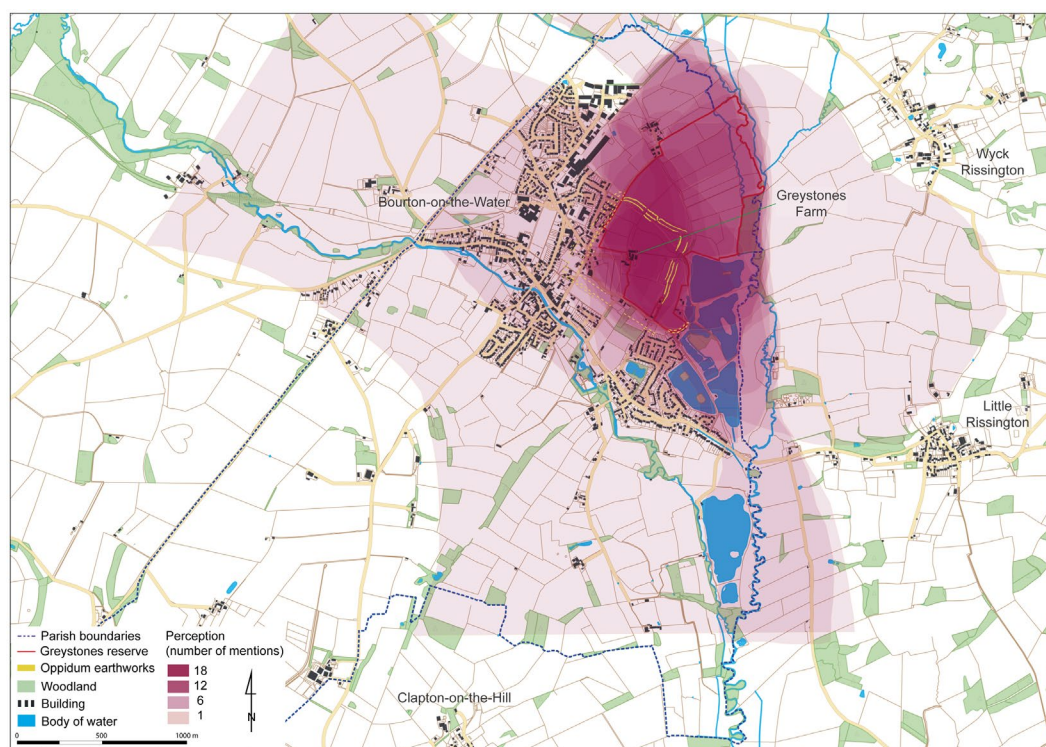 Wyck
Rissington
Greystones
Farm
Bourton-on-the-Water
Little
Rissington
Clapton-on-the-Hill
Parish boundaries
Greystones reserve
Oppidum earthworks
Woodland
Building
Body of water
Perception
(number of mentions)
18
12
6
1
N
0 500 1000 m